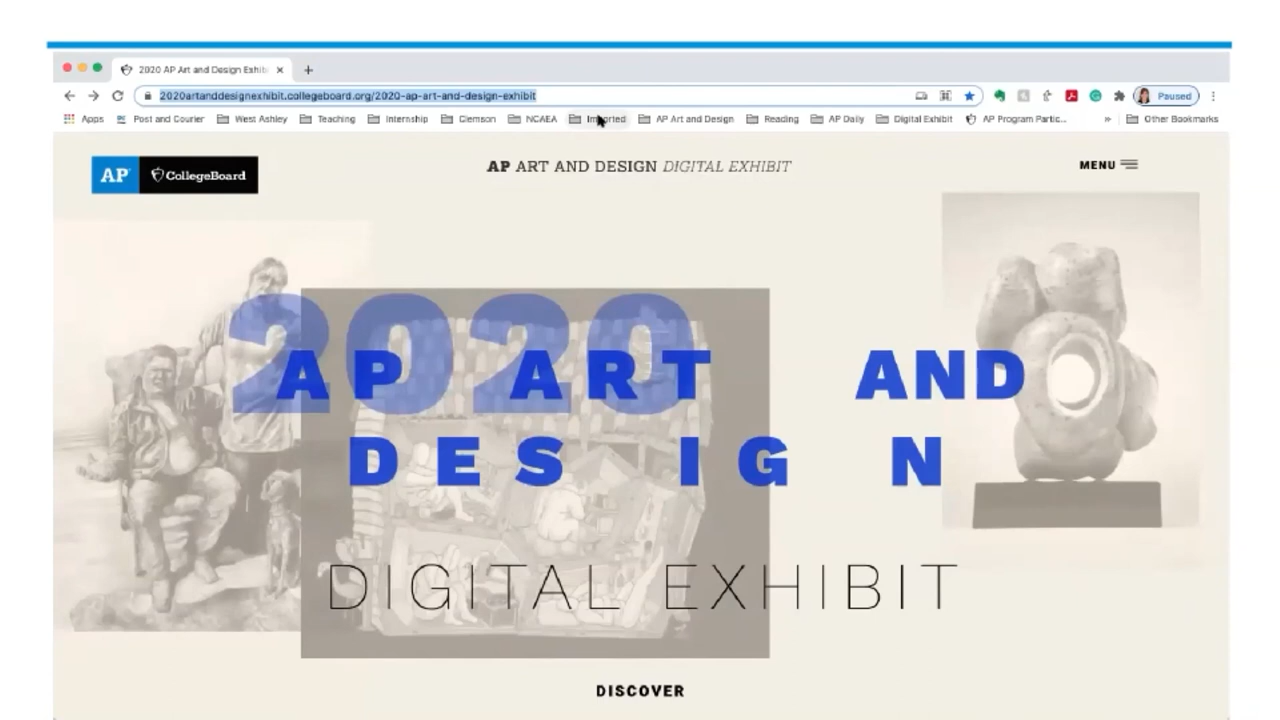 2020 AP Art and Design Exhibi
2020artanddesignexhibit.collegeboard.org/2020-ap-art-and-design-exhibit
Paused
Apps Post and Courier West Ashley Teaching Internship Clemson NCAEA Imported AP Art and Design Reading AP Daily Digital Exhibit AP Program Partic... » Other Bookmarks
AP CollegeBoard
AP ART AND DESIGN DIGITAL EXHIBIT
MENU
2020
AP ART AND
DESIGN
DIGITAL EXHIBIT
DISCOVER